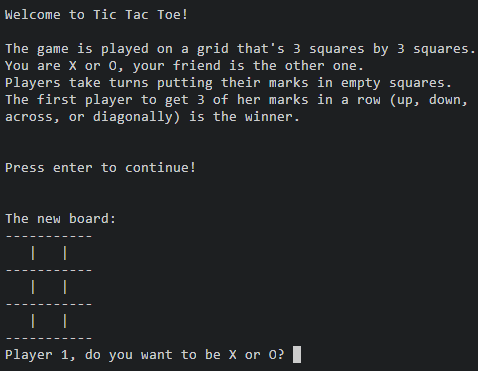 Welcome to Tic Tac Toe!
The game is played on a grid that's 3 squares by 3 squares.
You are X or O, your friend is the other one.
Players take turns putting their marks in empty squares.
The first player to get 3 of her marks in a row (up, down,
across, or diagonally) is the winner.
Press enter to continue!
The new board:
-----------
   |   |
-----------
   |   |
-----------
   |   |
-----------
Player 1, do you want to be X or O?